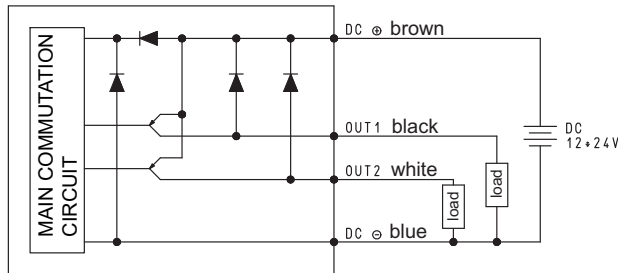 MAIN COMMUTATION
CIRCUIT
DC ⊕ brown
OUT1 black
OUT2 white
DC ⊖ blue
load
load
DC
12÷24V